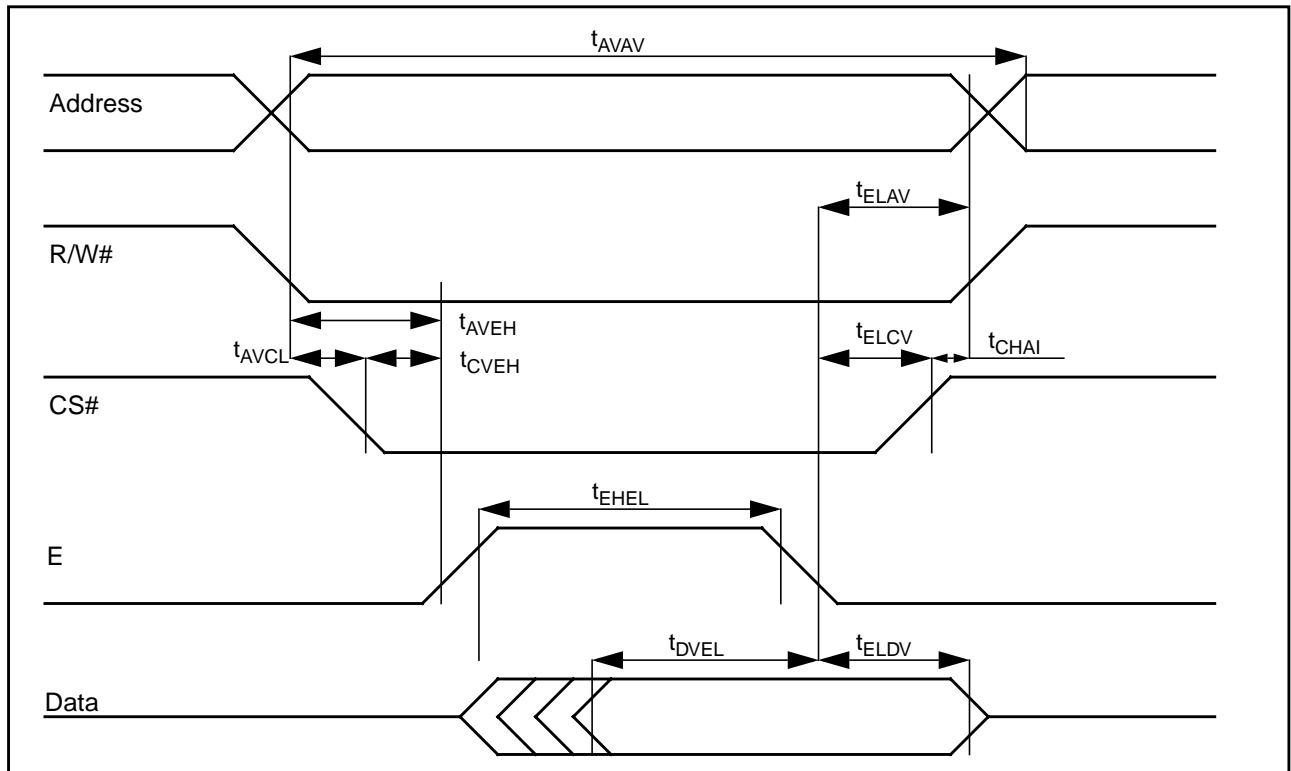 tAVAV
Address
tELAV
R/W#
tAVEH
tAVCL
tCVEH
tELCV
tCHAI
CS#
tEHEL
E
tDVEL
tELDV
Data